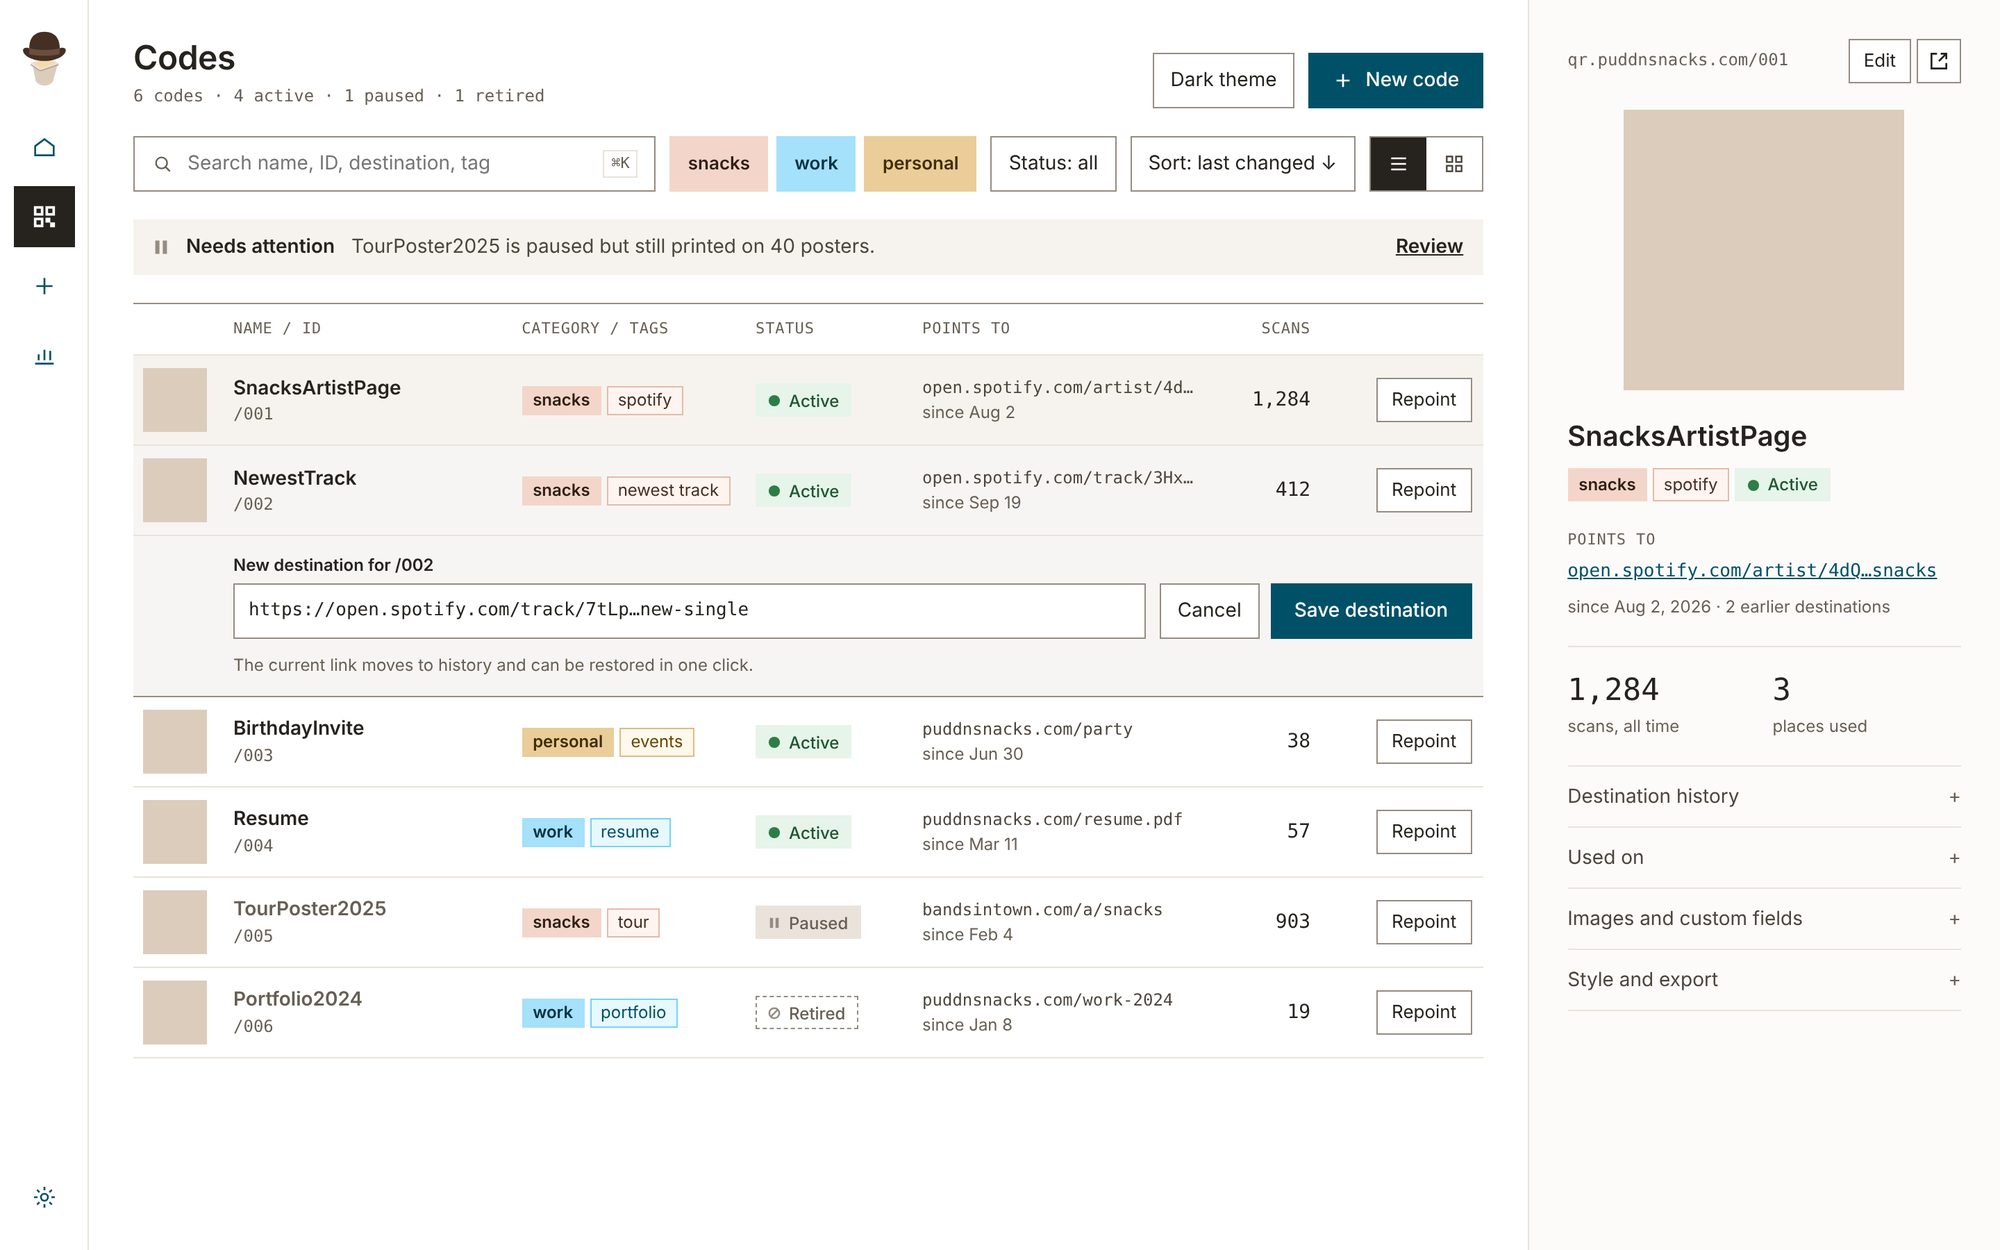 Codes
6 codes · 4 active · 1 paused · 1 retired
Dark theme
+ New code
Search name, ID, destination, tag
⌘K
snacks
work
personal
Status: all
Sort: last changed ↓
Needs attention TourPoster2025 is paused but still printed on 40 posters.
Review
NAME / ID
CATEGORY / TAGS
STATUS
POINTS TO
SCANS
SnacksArtistPage
/001
snacks
spotify
Active
open.spotify.com/artist/4d…
since Aug 2
1,284
Repoint
NewestTrack
/002
snacks
newest track
Active
open.spotify.com/track/3Hx…
since Sep 19
412
Repoint
New destination for /002
https://open.spotify.com/track/7tLp…new-single
Cancel
Save destination
The current link moves to history and can be restored in one click.
BirthdayInvite
/003
personal
events
Active
puddnsnacks.com/party
since Jun 30
38
Repoint
Resume
/004
work
resume
Active
puddnsnacks.com/resume.pdf
since Mar 11
57
Repoint
TourPoster2025
/005
snacks
tour
Paused
bandsintown.com/a/snacks
since Feb 4
903
Repoint
Portfolio2024
/006
work
portfolio
Retired
puddnsnacks.com/work-2024
since Jan 8
19
Repoint
qr.puddnsnacks.com/001
Edit
SnacksArtistPage
snacks
spotify
Active
POINTS TO
open.spotify.com/artist/4dQ…snacks
since Aug 2, 2026 · 2 earlier destinations
1,284
scans, all time
3
places used
Destination history +
Used on +
Images and custom fields +
Style and export +